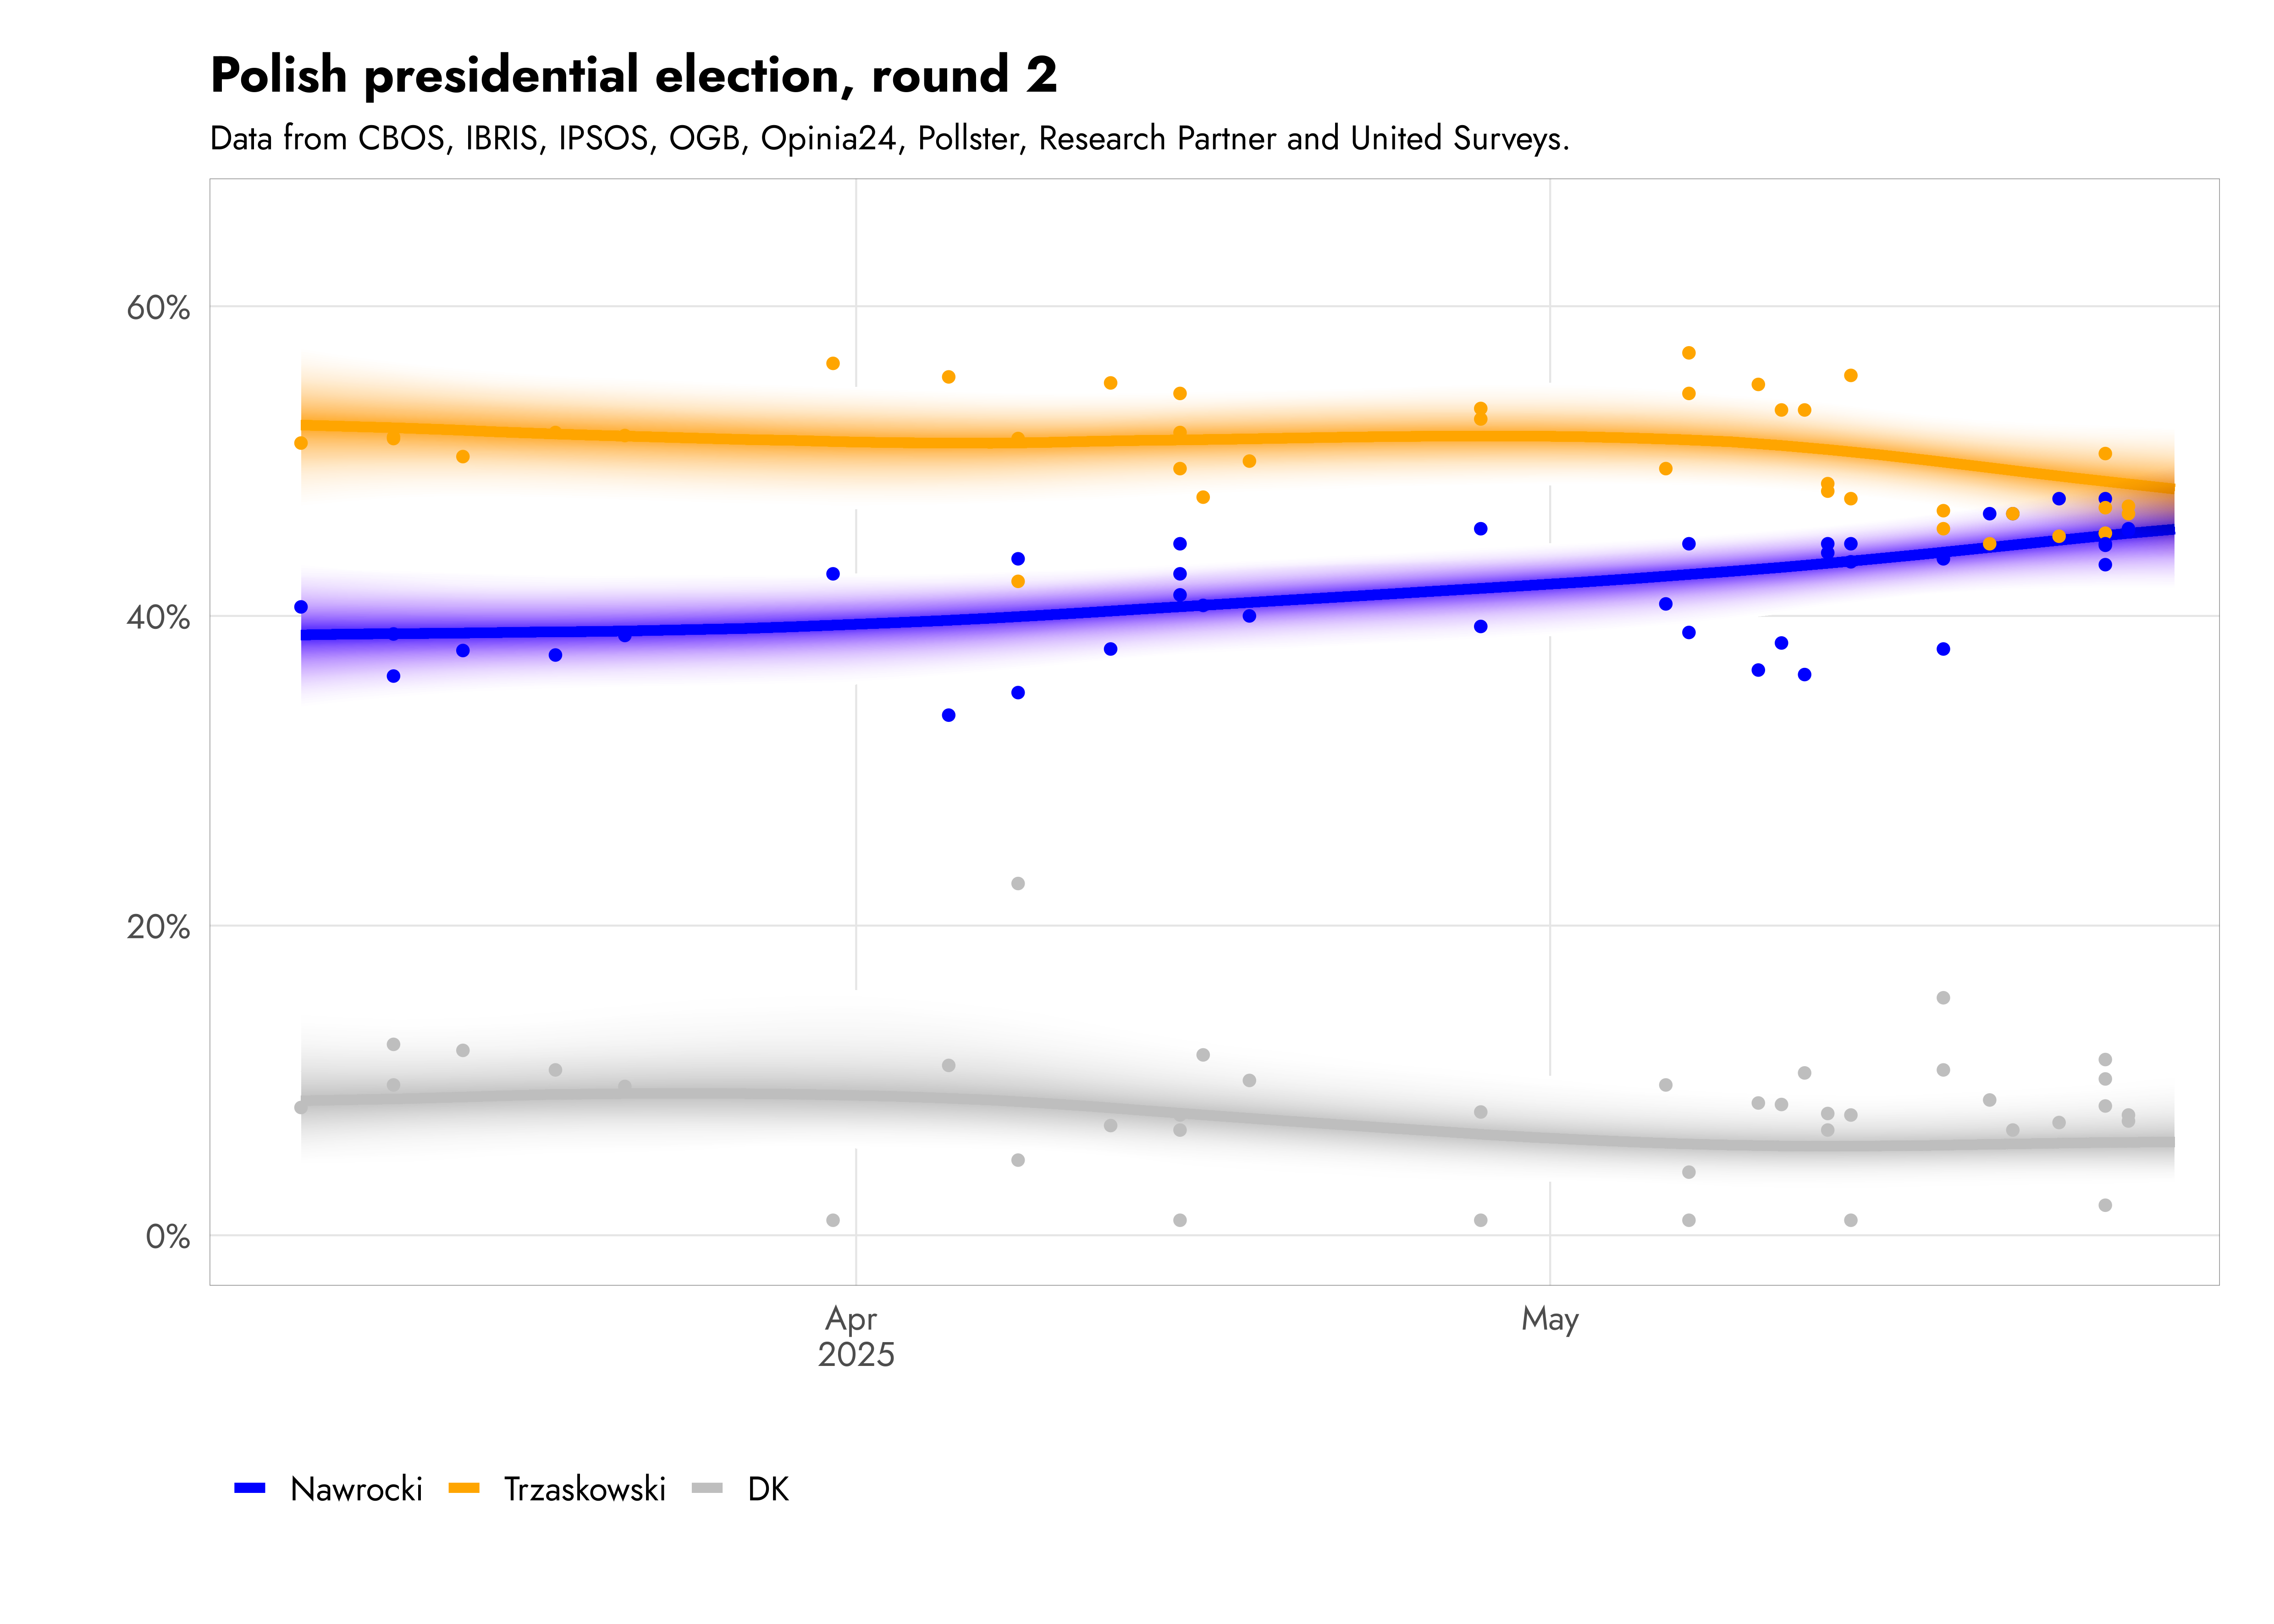 Polish presidential election, round 2
Data from CBOS, IBRIS, IPSOS, OGB, Opinia24, Pollster, Research Partner and United Surveys.
60%
40%
20%
0%
Apr
2025
May
Nawrocki
Trzaskowski
DK